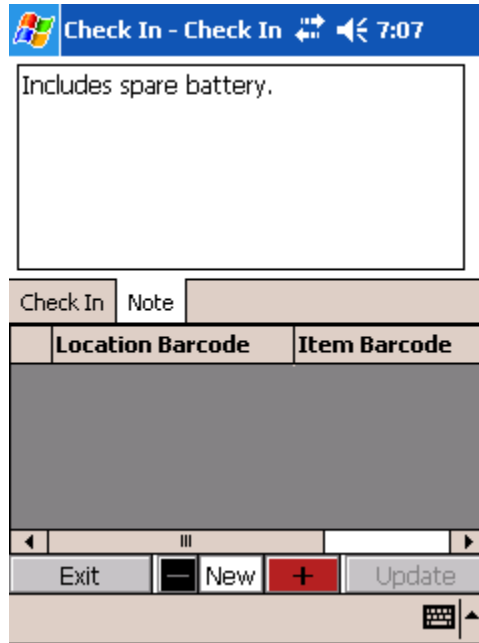 Check In - Check In 7:07
Includes spare battery.
Check In Note
Location Barcode Item Barcode
Exit — New + Update